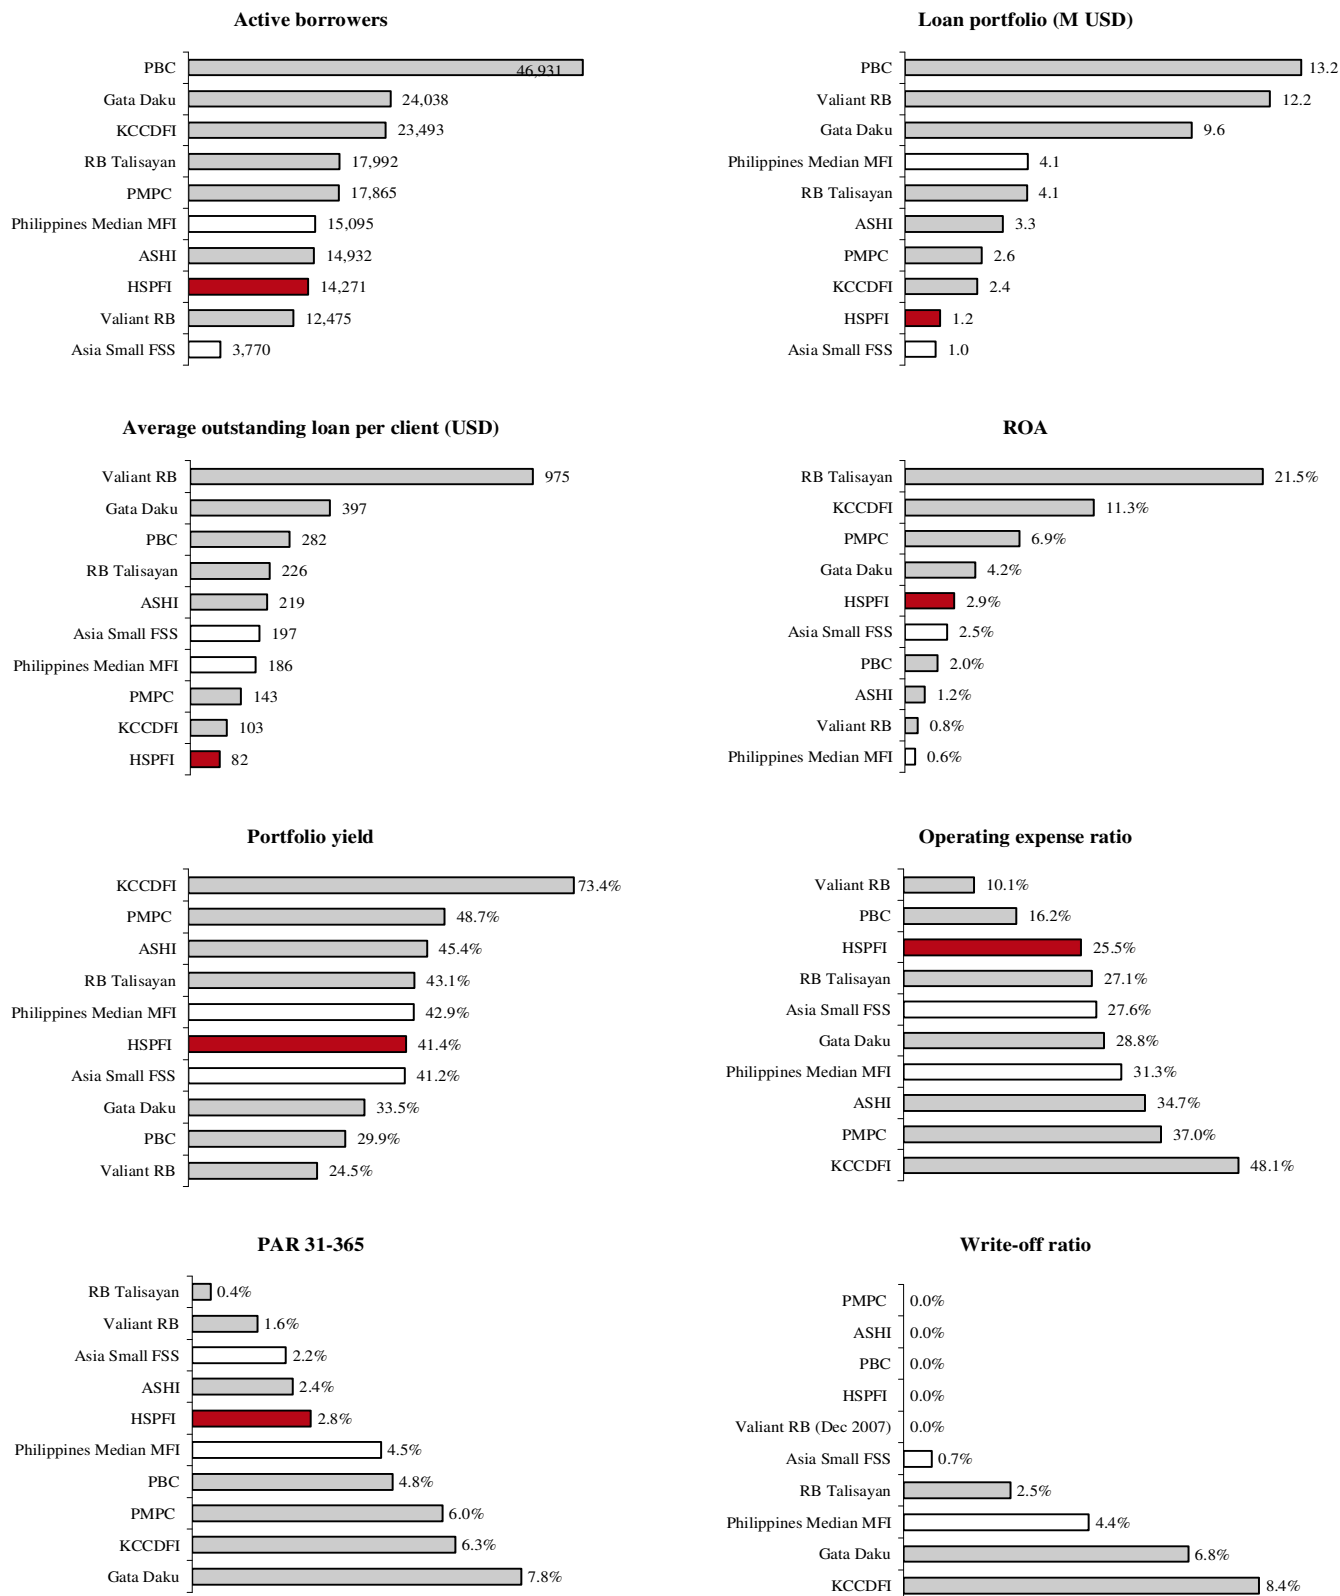 Active borrowers
PBC 46,931
Gata Daku 24,038
KCCDFI 23,493
RB Talisayan 17,992
PMPC 17,865
Philippines Median MFI 15,095
ASHI 14,932
HSPFI 14,271
Valiant RB 12,475
Asia Small FSS 3,770
Loan portfolio (M USD)
PBC 13.2
Valiant RB 12.2
Gata Daku 9.6
Philippines Median MFI 4.1
RB Talisayan 4.1
ASHI 3.3
PMPC 2.6
KCCDFI 2.4
HSPFI 1.2
Asia Small FSS 1.0
Average outstanding loan per client (USD)
Valiant RB 975
Gata Daku 397
PBC 282
RB Talisayan 226
ASHI 219
Asia Small FSS 197
Philippines Median MFI 186
PMPC 143
KCCDFI 103
HSPFI 82
ROA
RB Talisayan 21.5%
KCCDFI 11.3%
PMPC 6.9%
Gata Daku 4.2%
HSPFI 2.9%
Asia Small FSS 2.5%
PBC 2.0%
ASHI 1.2%
Valiant RB 0.8%
Philippines Median MFI 0.6%
Portfolio yield
KCCDFI 73.4%
PMPC 48.7%
ASHI 45.4%
RB Talisayan 43.1%
Philippines Median MFI 42.9%
HSPFI 41.4%
Asia Small FSS 41.2%
Gata Daku 33.5%
PBC 29.9%
Valiant RB 24.5%
Operating expense ratio
Valiant RB 10.1%
PBC 16.2%
HSPFI 25.5%
RB Talisayan 27.1%
Asia Small FSS 27.6%
Gata Daku 28.8%
Philippines Median MFI 31.3%
ASHI 34.7%
PMPC 37.0%
KCCDFI 48.1%
PAR 31-365
RB Talisayan 0.4%
Valiant RB 1.6%
Asia Small FSS 2.2%
ASHI 2.4%
HSPFI 2.8%
Philippines Median MFI 4.5%
PBC 4.8%
PMPC 6.0%
KCCDFI 6.3%
Gata Daku 7.8%
Write-off ratio
PMPC 0.0%
ASHI 0.0%
PBC 0.0%
HSPFI 0.0%
Valiant RB (Dec 2007) 0.0%
Asia Small FSS 0.7%
RB Talisayan 2.5%
Philippines Median MFI 4.4%
Gata Daku 6.8%
KCCDFI 8.4%